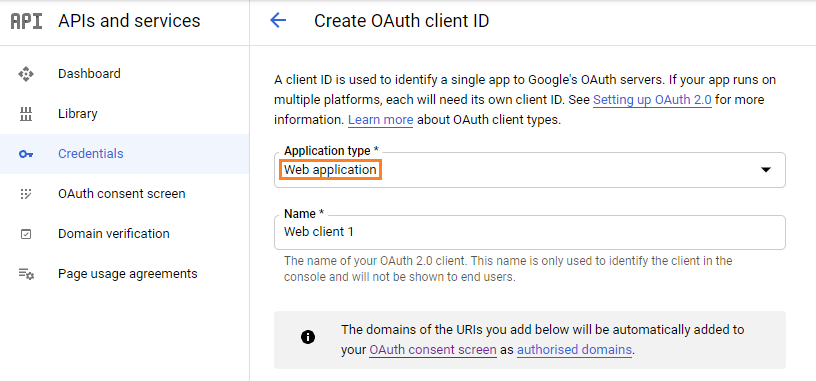 API APIs and services
Dashboard
Library
Credentials
OAuth consent screen
Domain verification
Page usage agreements
Create OAuth client ID
A client ID is used to identify a single app to Google's OAuth servers. If your app runs on
multiple platforms, each will need its own client ID. See Setting up OAuth 2.0 for more
information. Learn more about OAuth client types.
Application type *
Web application
Name *
Web client 1
The name of your OAuth 2.0 client. This name is only used to identify the client in the
console and will not be shown to end users.
The domains of the URIs you add below will be automatically added to
your OAuth consent screen as authorised domains.